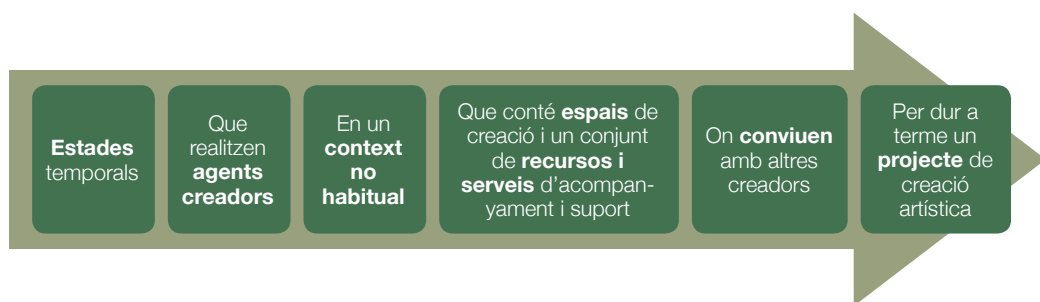 Estades
temporals
Que
realitzen
agents
creadors
En un
context
no
habitual
Que conté espais de
creació i un conjunt
de recursos i
serveis d'acompan-
yament i suport
On conviuen
amb altres
creadors
Per dur a
terme un
projecte de
creació
artística